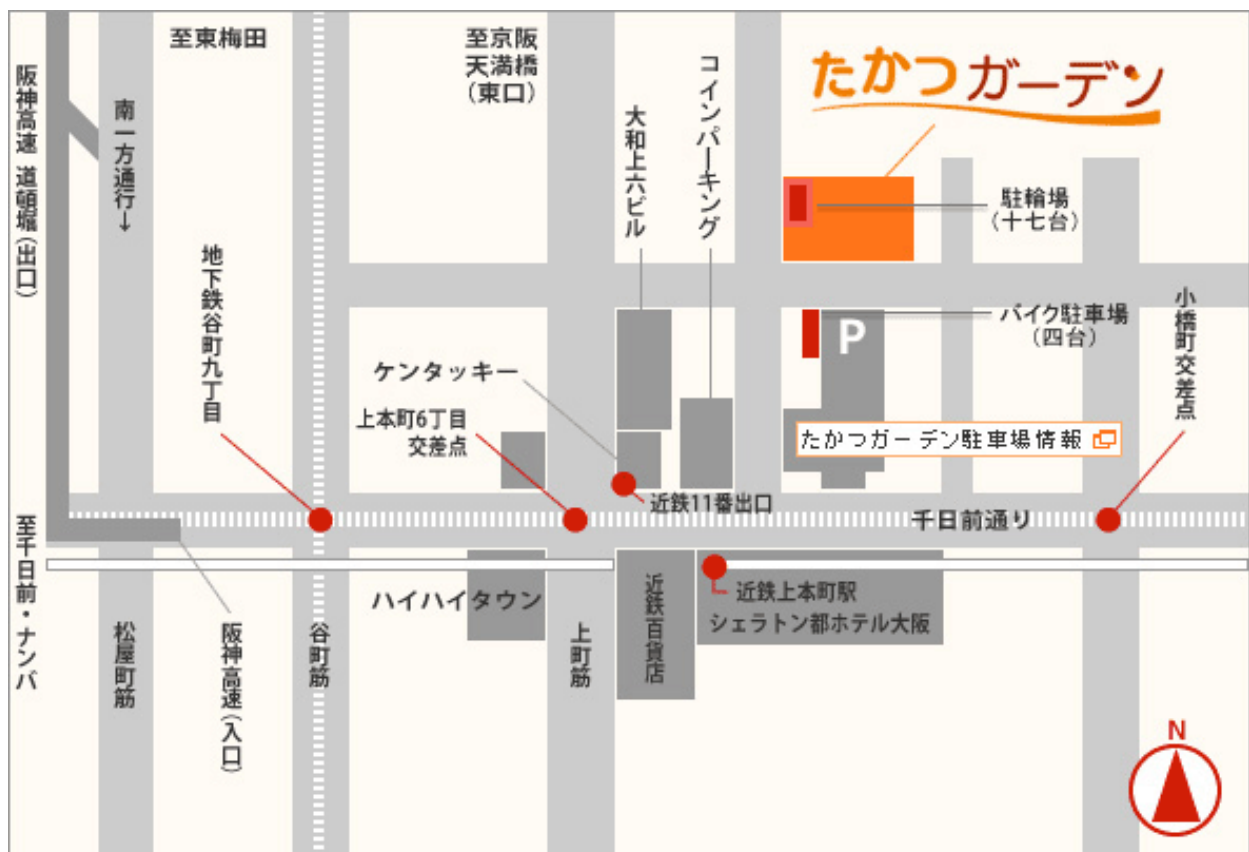 至東梅田
至京阪
天満橋
（東口）
コインパーキング
たかつガーデン
阪神高速 道頓堀（出口）
南一方通行↓
大和上六ビル
駐輪場
（十七台）
地下鉄谷町九丁目
小橋町交差点
バイク駐車場
（四台）
P
ケンタッキー
上本町6丁目
交差点
たかつガーデン駐車場情報
近鉄11番出口
千日前通り
至千日前・ナンバ
ハイハイタウン
近鉄百貨店
近鉄上本町駅
シェラトン都ホテル大阪
松屋町筋
阪神高速（入口）
谷町筋
上町筋
N